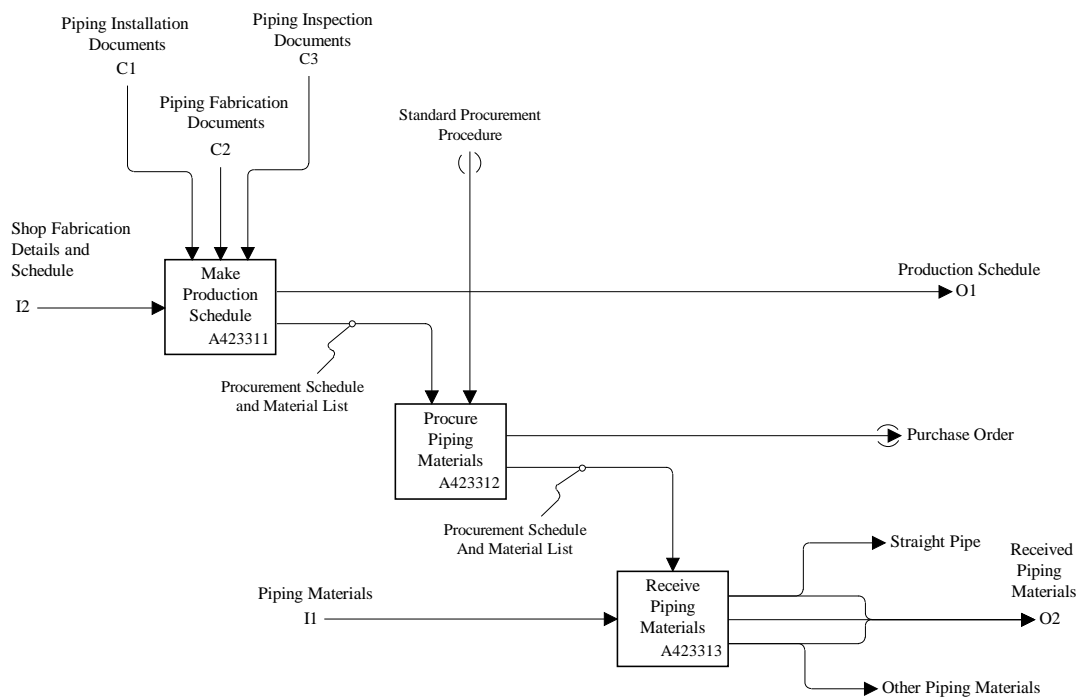 Piping Installation
Documents
C1
Piping Inspection
Documents
C3
Piping Fabrication
Documents
C2
Standard Procurement
Procedure
Shop Fabrication
Details and
Schedule
I2
Make
Production
Schedule
A423311
Production Schedule
O1
Procurement Schedule
and Material List
Procure
Piping
Materials
A423312
Purchase Order
Procurement Schedule
And Material List
Straight Pipe
Received
Piping
Materials
O2
Piping Materials
I1
Receive
Piping
Materials
A423313
Other Piping Materials